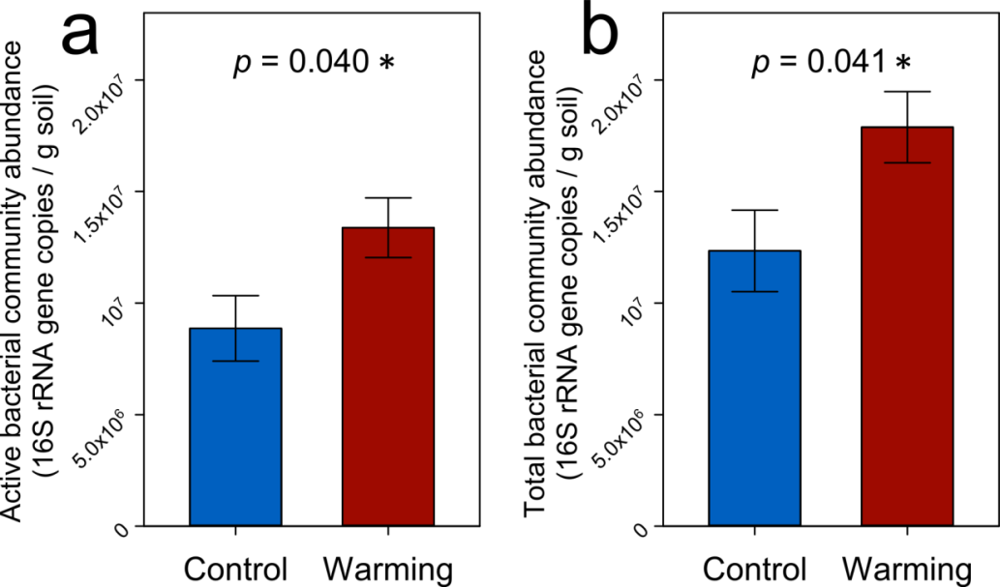 a
p = 0.040 *
Active bacterial community abundance
(16S rRNA gene copies / g soil)
2.0x10⁷
1.5x10⁷
10⁷
5.0x10⁶
0
Control Warming
b
p = 0.041 *
Total bacterial community abundance
(16S rRNA gene copies / g soil)
2.0x10⁷
1.5x10⁷
10⁷
5.0x10⁶
0
Control Warming